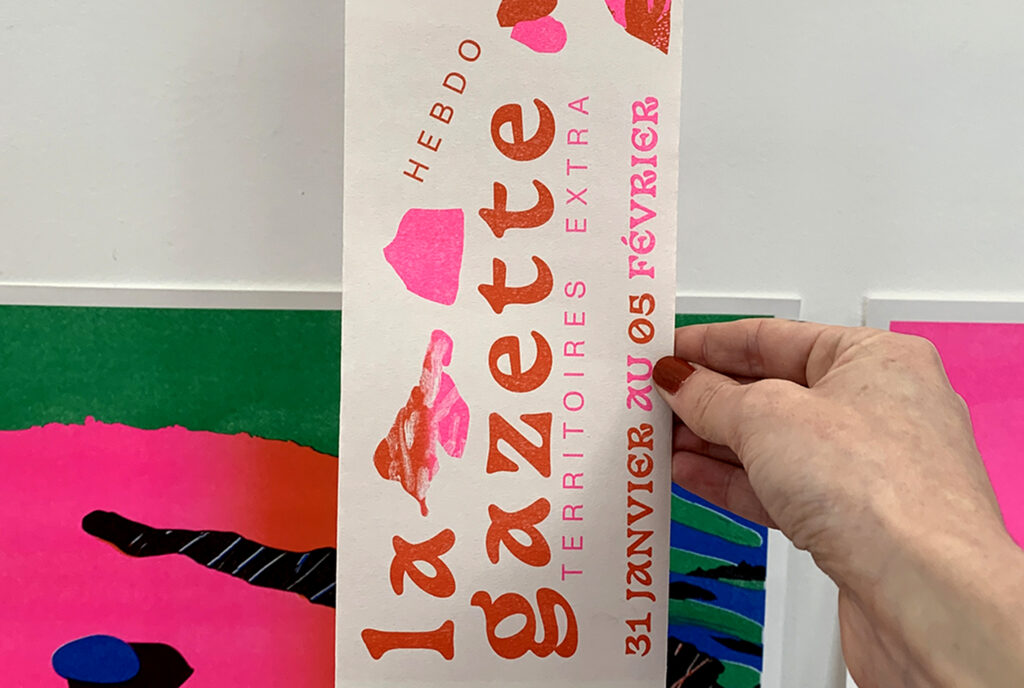 HEBDO
la
gazette
TERRITOIRES EXTRA
31 JANVIER AU 05 FÉVRIER